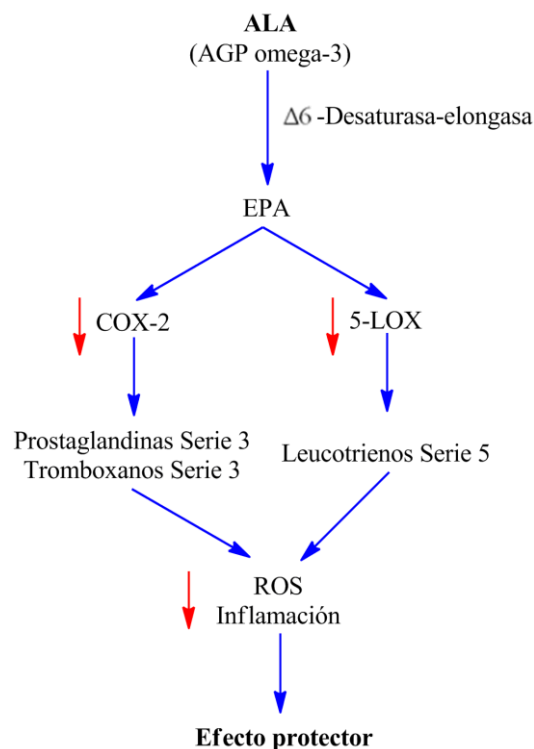 ALA
(AGP omega-3)
Δ6 -Desaturasa-elongasa
EPA
COX-2
5-LOX
Prostaglandinas Serie 3
Tromboxanos Serie 3
Leucotrienos Serie 5
ROS
Inflamación
Efecto protector